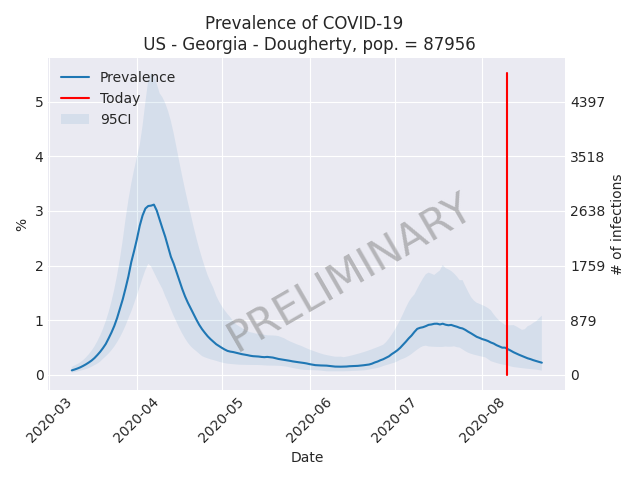 Prevalence of COVID-19
US - Georgia - Dougherty, pop. = 87956
Prevalence
Today
95CI
PRELIMINARY
%
5
4
3
2
1
0
4397
3518
2638
1759
879
0
# of infections
2020-03
2020-04
2020-05
2020-06
2020-07
2020-08
Date